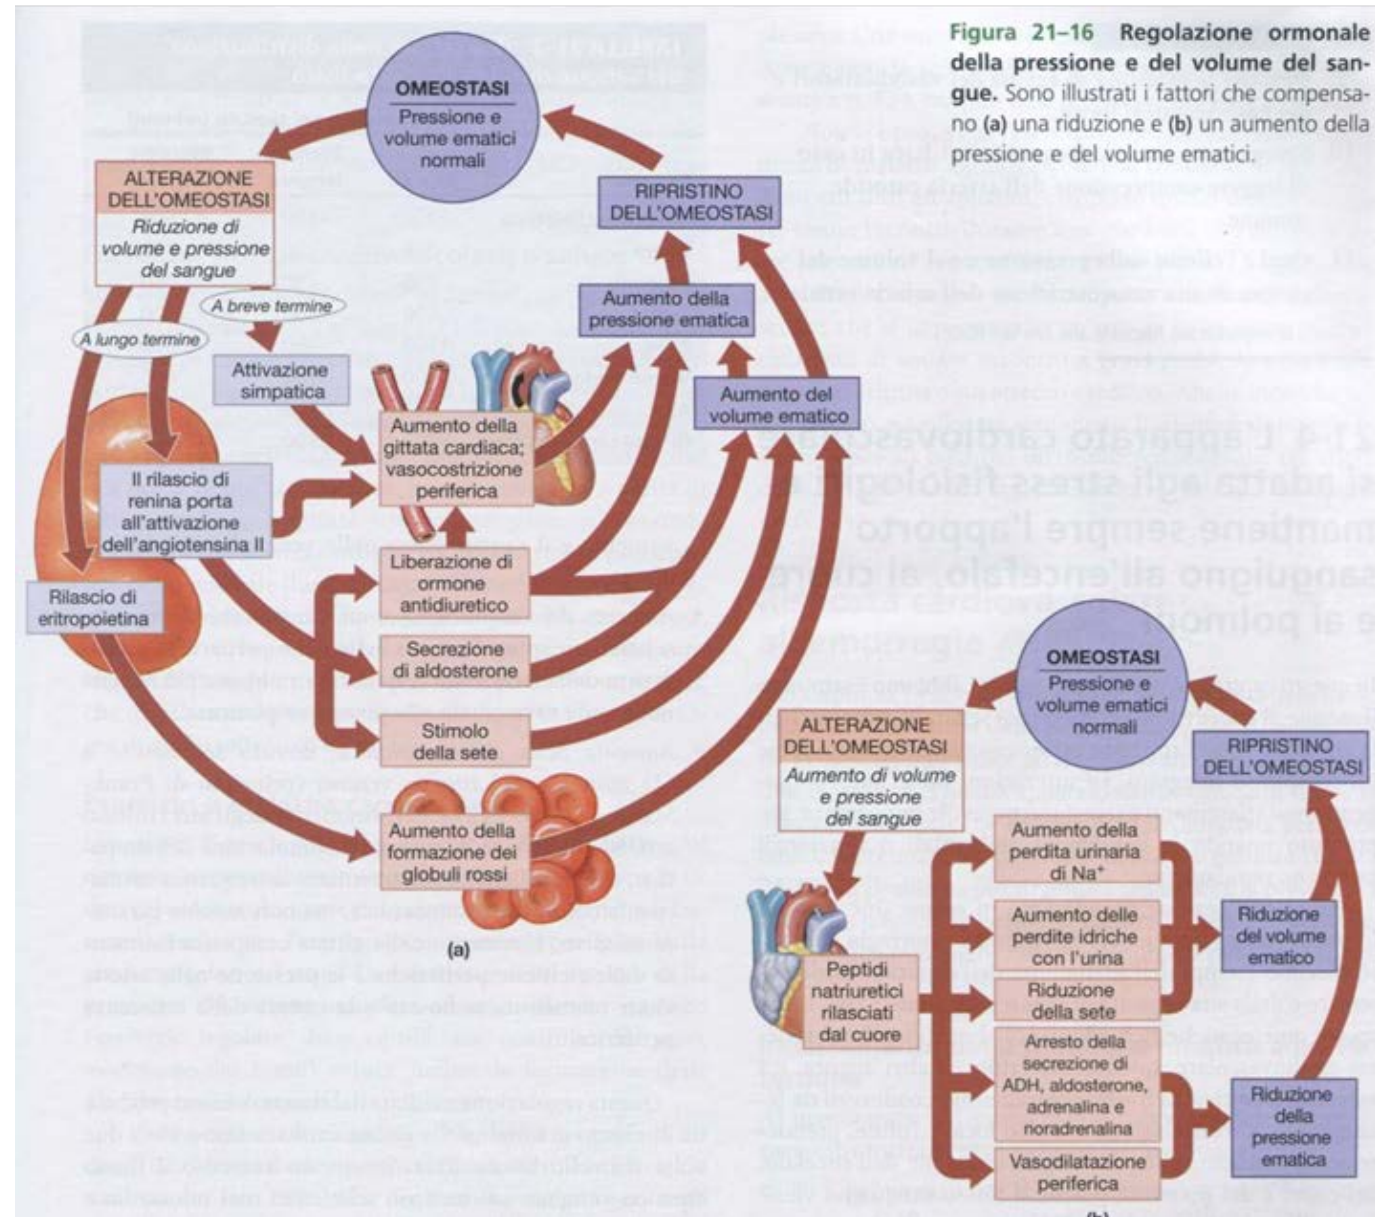 Figura 21–16 Regolazione ormonale
della pressione e del volume del san-
gue. Sono illustrati i fattori che compensa-
no (a) una riduzione e (b) un aumento della
pressione e del volume ematici.
OMEOSTASI
Pressione e
volume ematici
normali
ALTERAZIONE
DELL'OMEOSTASI
Riduzione di
volume e pressione
del sangue
RIPRISTINO
DELL'OMEOSTASI
A breve termine
A lungo termine
Aumento della
pressione ematica
Attivazione
simpatica
Aumento del
volume ematico
Aumento della
gittata cardiaca;
vasocostrizione
periferica
Il rilascio di
renina porta
all'attivazione
dell'angiotensina II
Liberazione di
ormone
antidiuretico
Rilascio di
eritropoietina
Secrezione
di aldosterone
Stimolo
della sete
Aumento della
formazione dei
globuli rossi
(a)
OMEOSTASI
Pressione e
volume ematici
normali
ALTERAZIONE
DELL'OMEOSTASI
Aumento di volume
e pressione
del sangue
RIPRISTINO
DELL'OMEOSTASI
Aumento della
perdita urinaria
di Na⁺
Aumento delle
perdite idriche
con l'urina
Riduzione
del volume
ematico
Peptidi
natriuretici
rilasciati
dal cuore
Riduzione
della sete
Arresto della
secrezione di
ADH, aldosterone,
adrenalina e
noradrenalina
Riduzione
della
pressione
ematica
Vasodilatazione
periferica
(b)